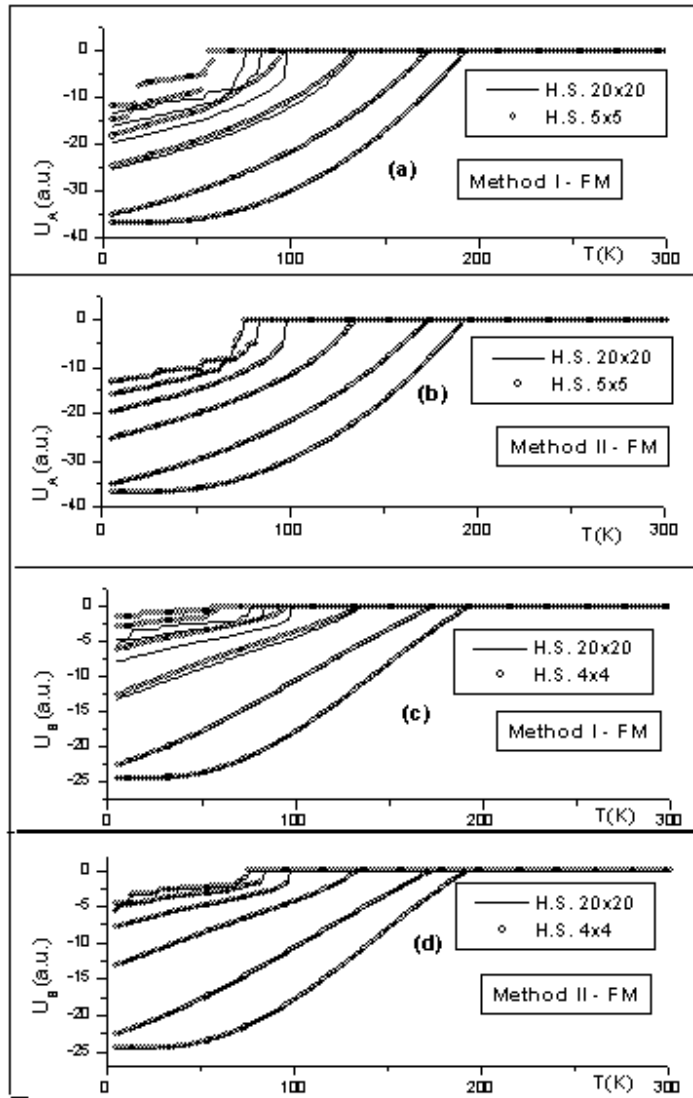 0
-10
-20
-30
-40
U_A (a.u.)
H.S. 20x20
H.S. 5x5
(a)
Method I - FM
0
100
200
T(K)
300
0
-10
-20
-30
-40
U_A (a.u.)
H.S. 20x20
H.S. 5x5
(b)
Method II - FM
0
100
200
T(K)
300
0
-5
-10
-15
-20
-25
U_B (a.u.)
H.S. 20x20
H.S. 4x4
(c)
Method I - FM
0
100
200
T(K)
300
0
-5
-10
-15
-20
-25
U_B (a.u.)
H.S. 20x20
H.S. 4x4
(d)
Method II - FM
0
100
200
T(K)
300